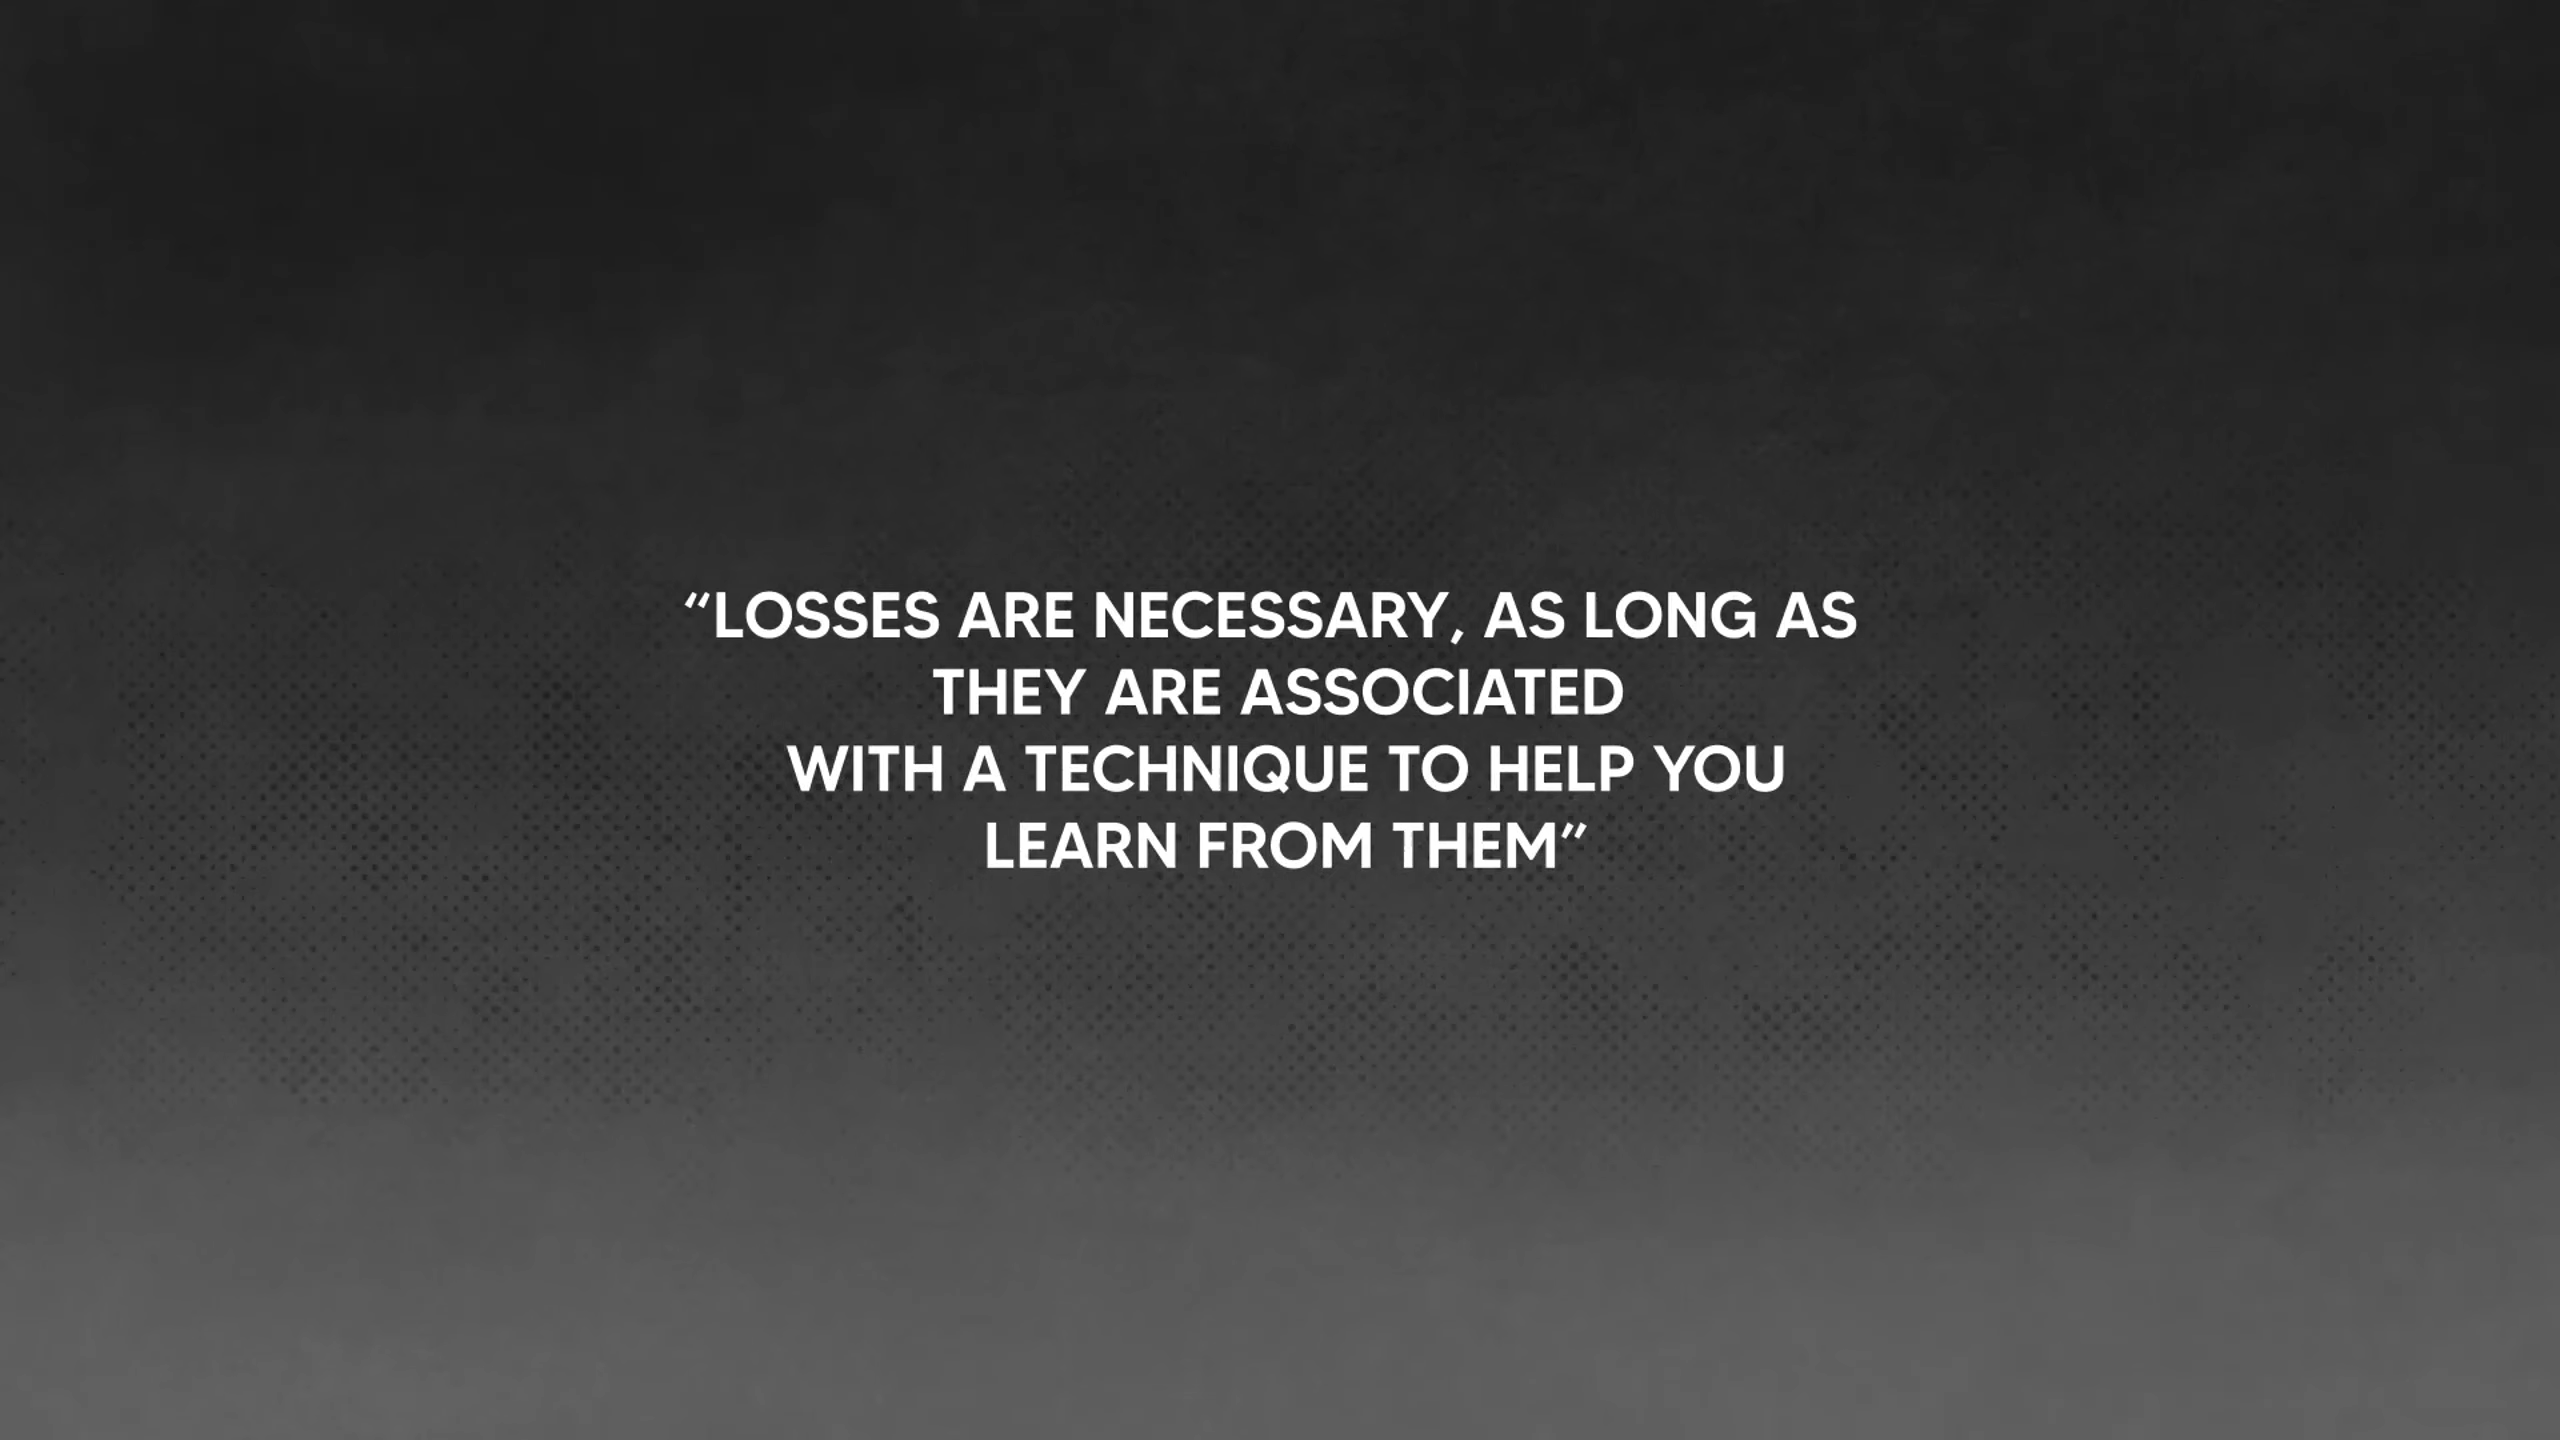 “LOSSES ARE NECESSARY, AS LONG AS
THEY ARE ASSOCIATED
WITH A TECHNIQUE TO HELP YOU
LEARN FROM THEM”